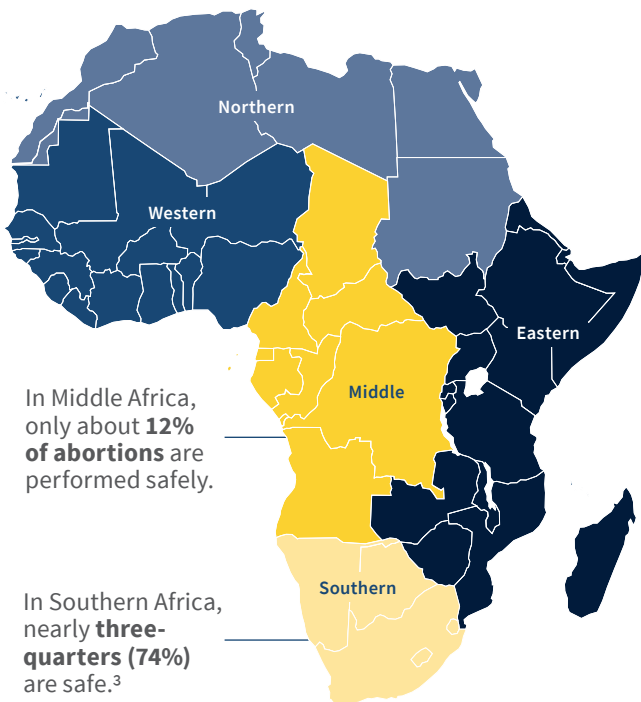 Northern
Western
Eastern
Middle
In Middle Africa,
only about 12%
of abortions are
performed safely.
Southern
In Southern Africa,
nearly three-
quarters (74%)
are safe.³